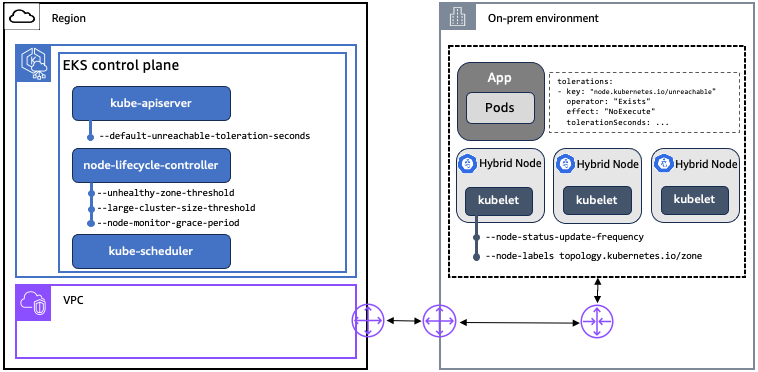 Region
EKS control plane
kube-apiserver
--default-unreachable-toleration-seconds
node-lifecycle-controller
--unhealthy-zone-threshold
--large-cluster-size-threshold
--node-monitor-grace-period
kube-scheduler
VPC
On-prem environment
App
Pods
tolerations:
- key: "node.kubernetes.io/unreachable"
operator: "Exists"
effect: "NoExecute"
tolerationSeconds: ...
Hybrid Node
kubelet
Hybrid Node
kubelet
Hybrid Node
kubelet
--node-status-update-frequency
--node-labels topology.kubernetes.io/zone